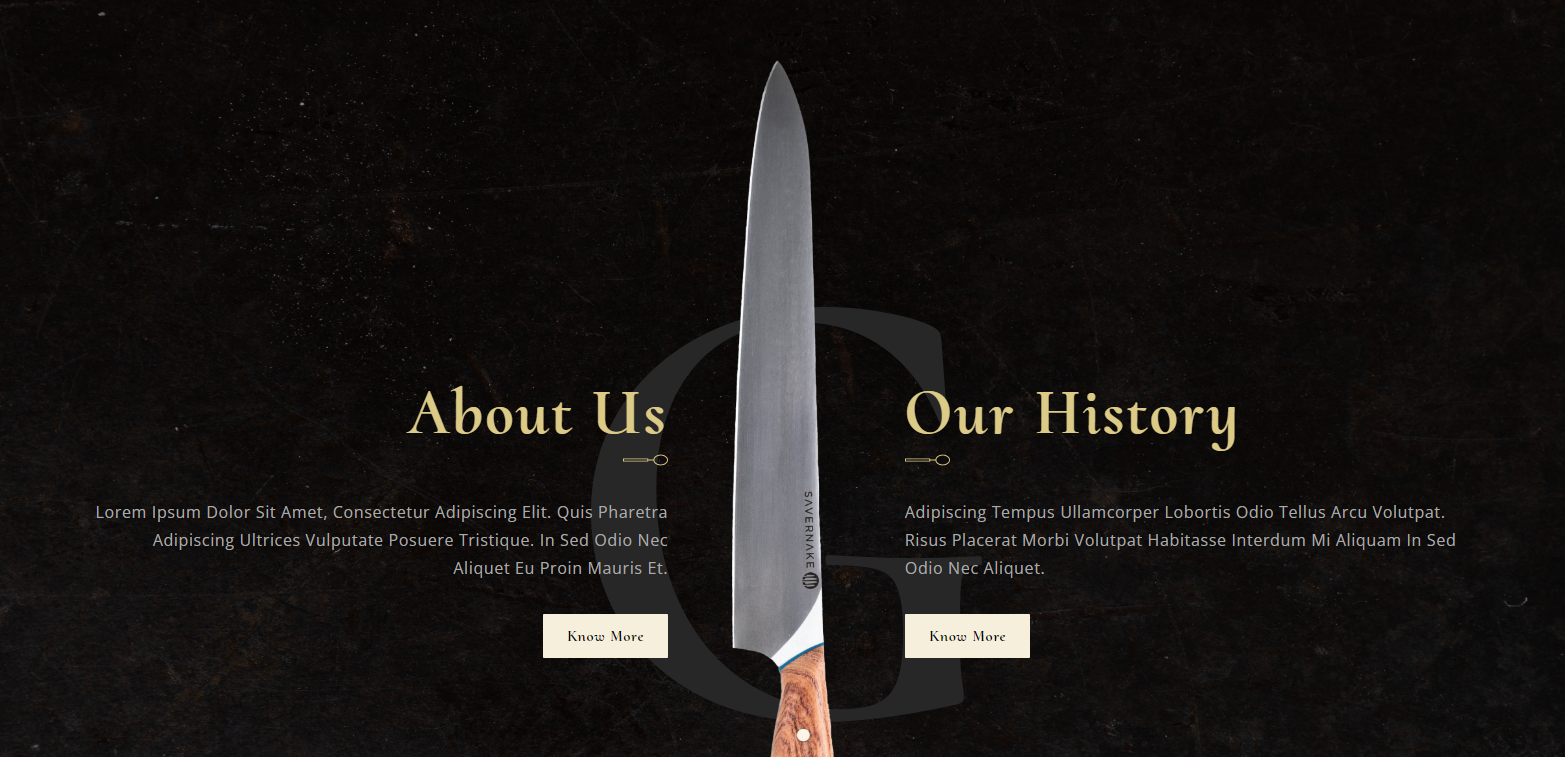 About Us
Lorem Ipsum Dolor Sit Amet, Consectetur Adipiscing Elit. Quis Pharetra
Adipiscing Ultrices Vulputate Posuere Tristique. In Sed Odio Nec
Aliquet Eu Proin Mauris Et.
Know More
G
SAVERNAKE
Our History
Adipiscing Tempus Ullamcorper Lobortis Odio Tellus Arcu Volutpat.
Risus Placerat Morbi Volutpat Habitasse Interdum Mi Aliquam In Sed
Odio Nec Aliquet.
Know More